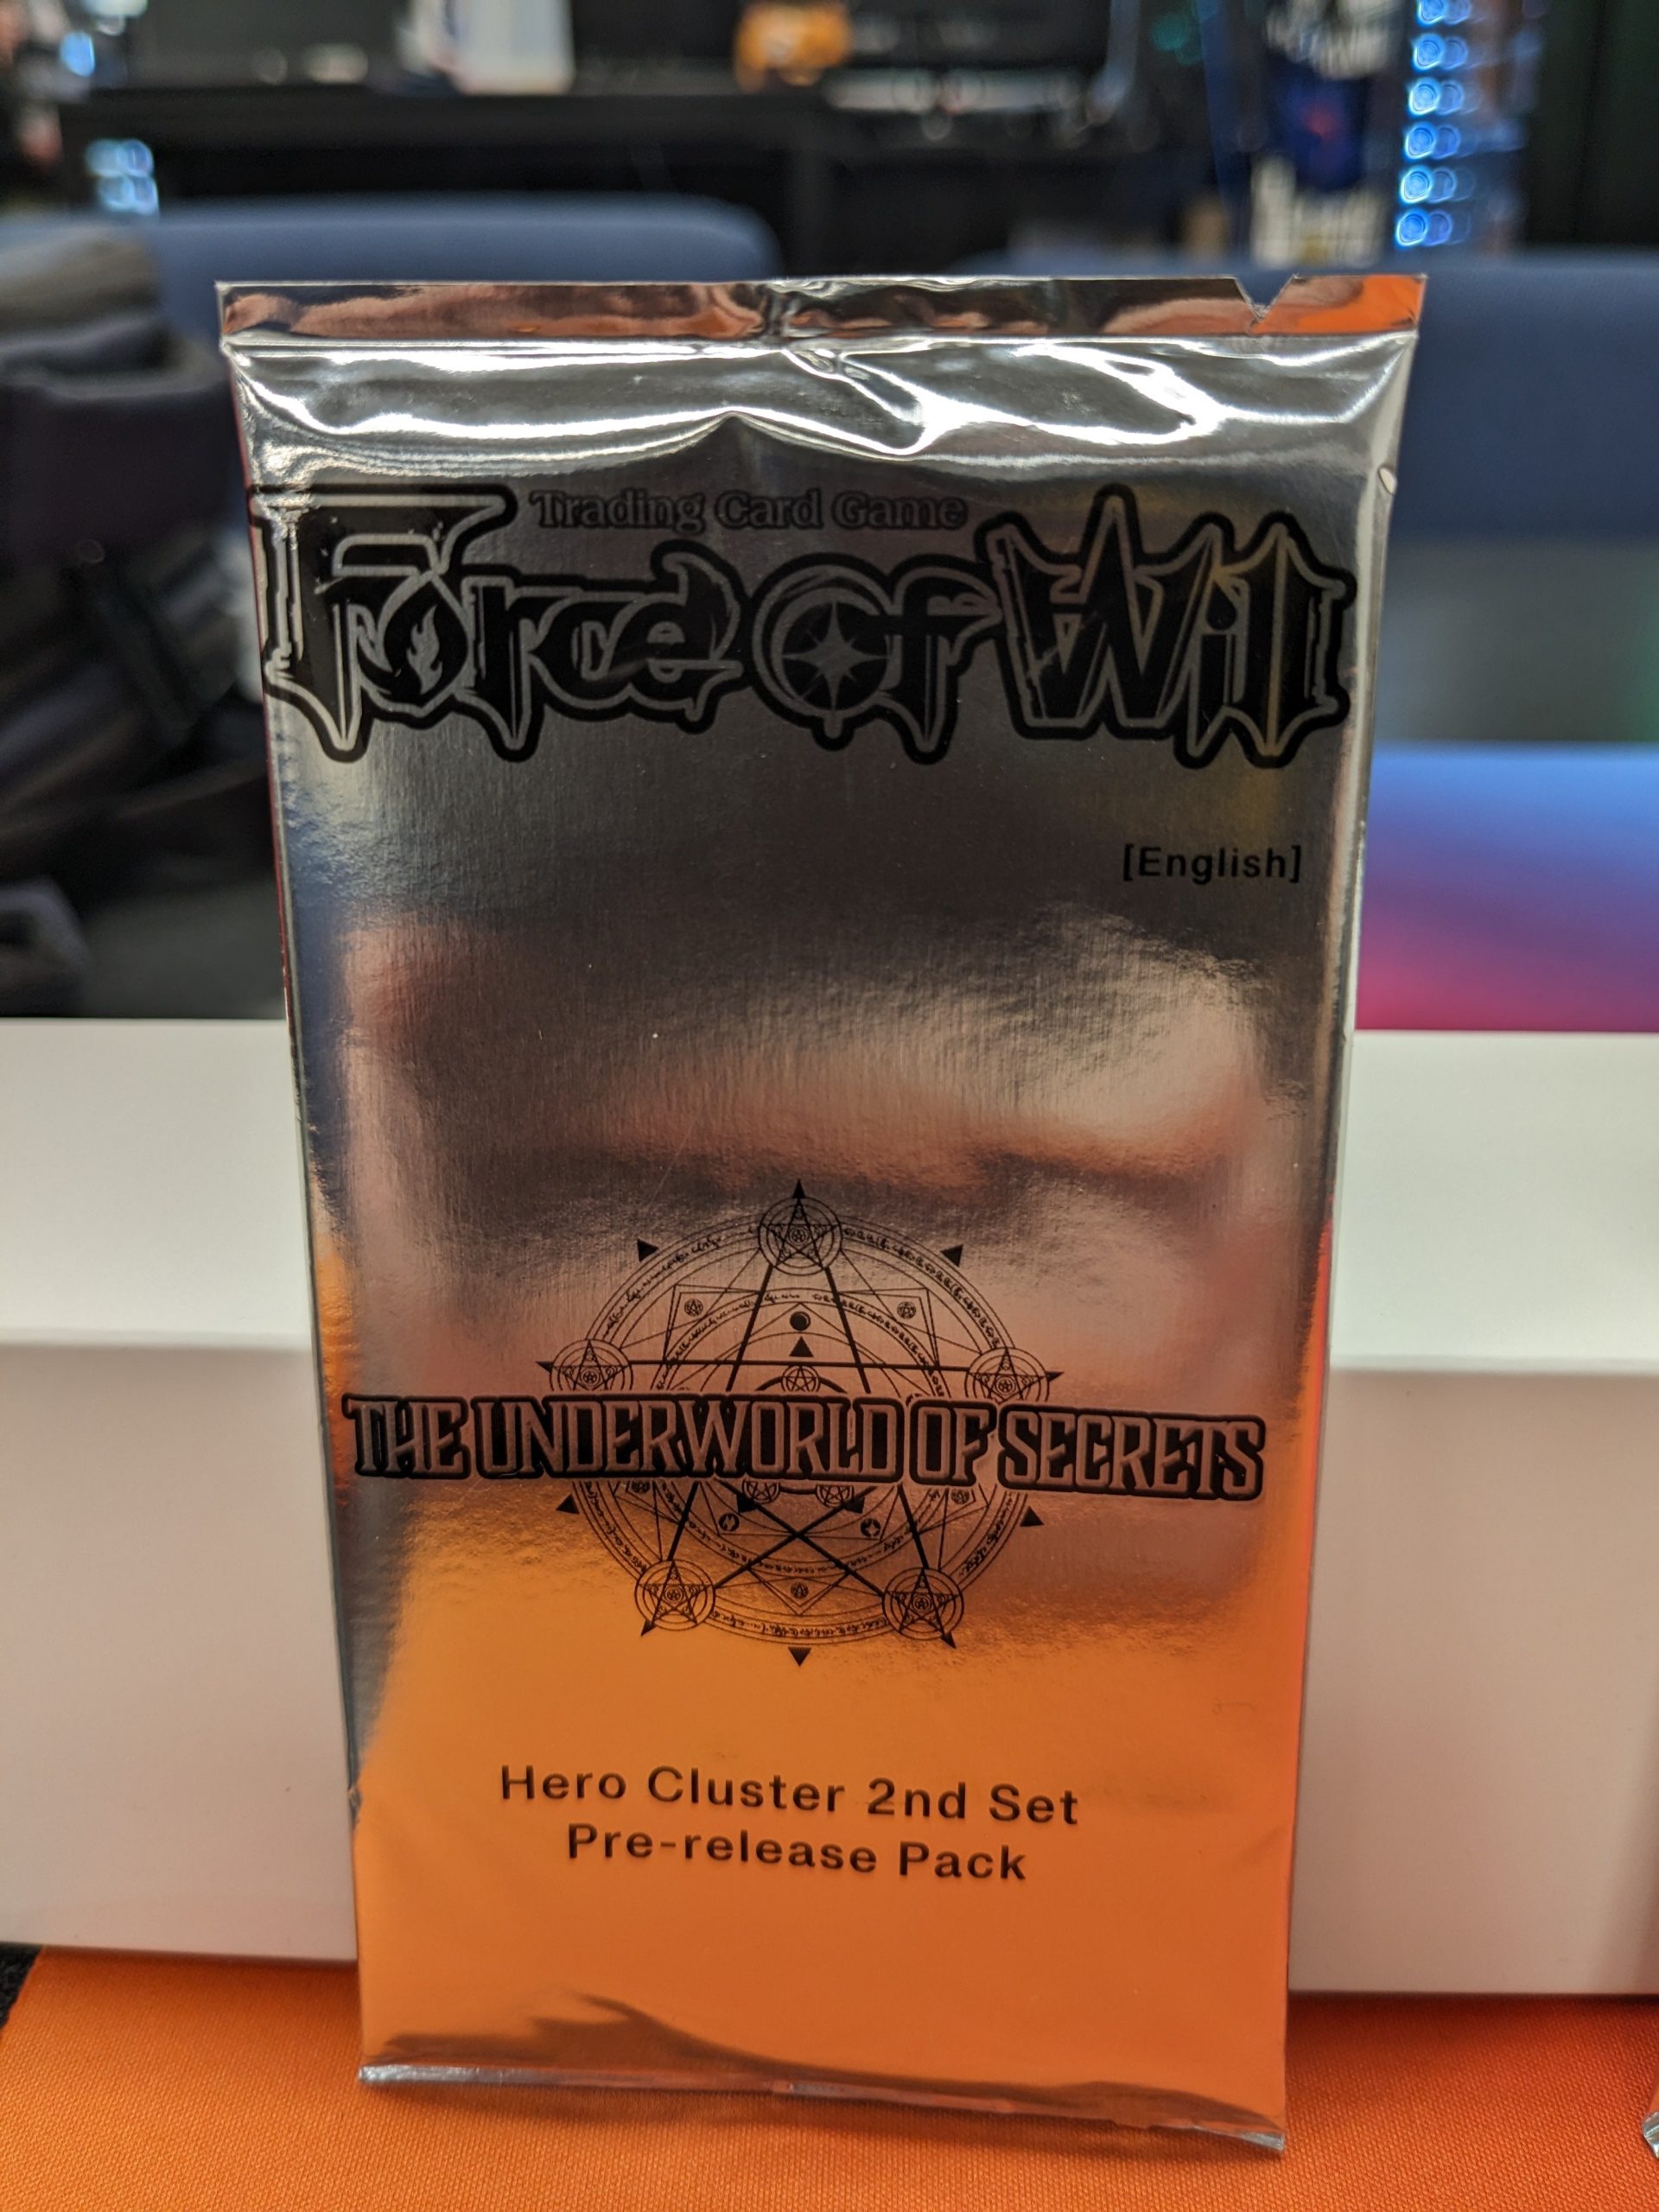 Trading Card Game
Force of Will
[English]
THE UNDERWORLD OF SECRETS
Hero Cluster 2nd Set
Pre-release Pack